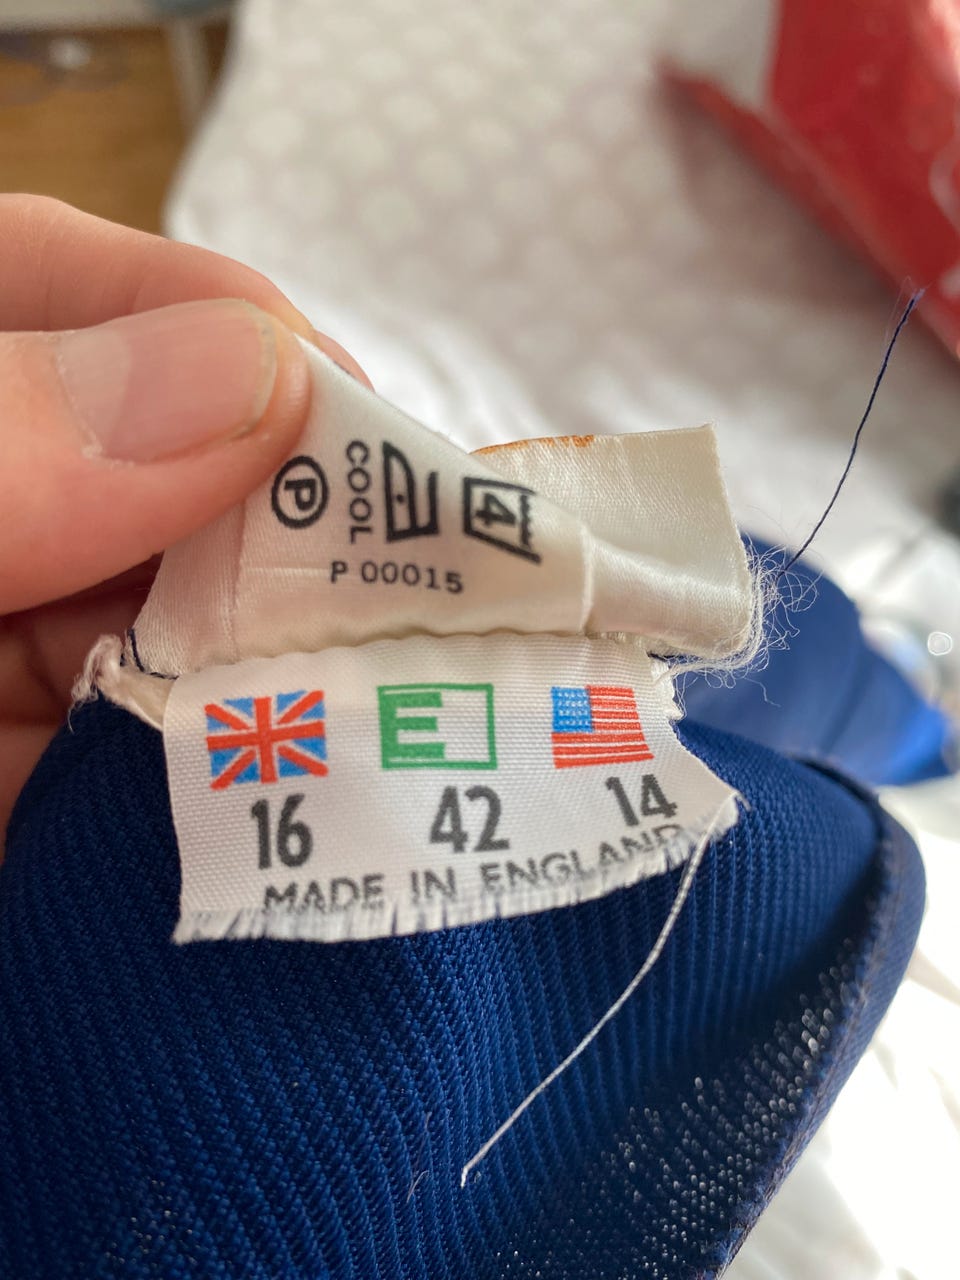 P
COOL
4
P 00015
E
16 42 14
MADE IN ENGLAND